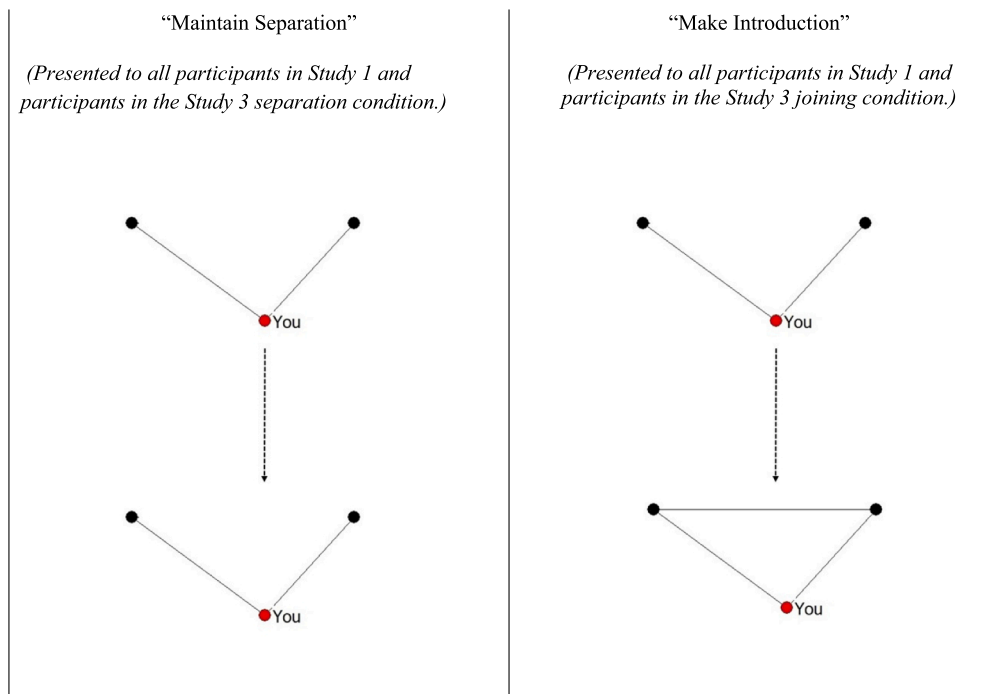 “Maintain Separation”
(Presented to all participants in Study 1 and
participants in the Study 3 separation condition.)
You
You
“Make Introduction”
(Presented to all participants in Study 1 and
participants in the Study 3 joining condition.)
You
You